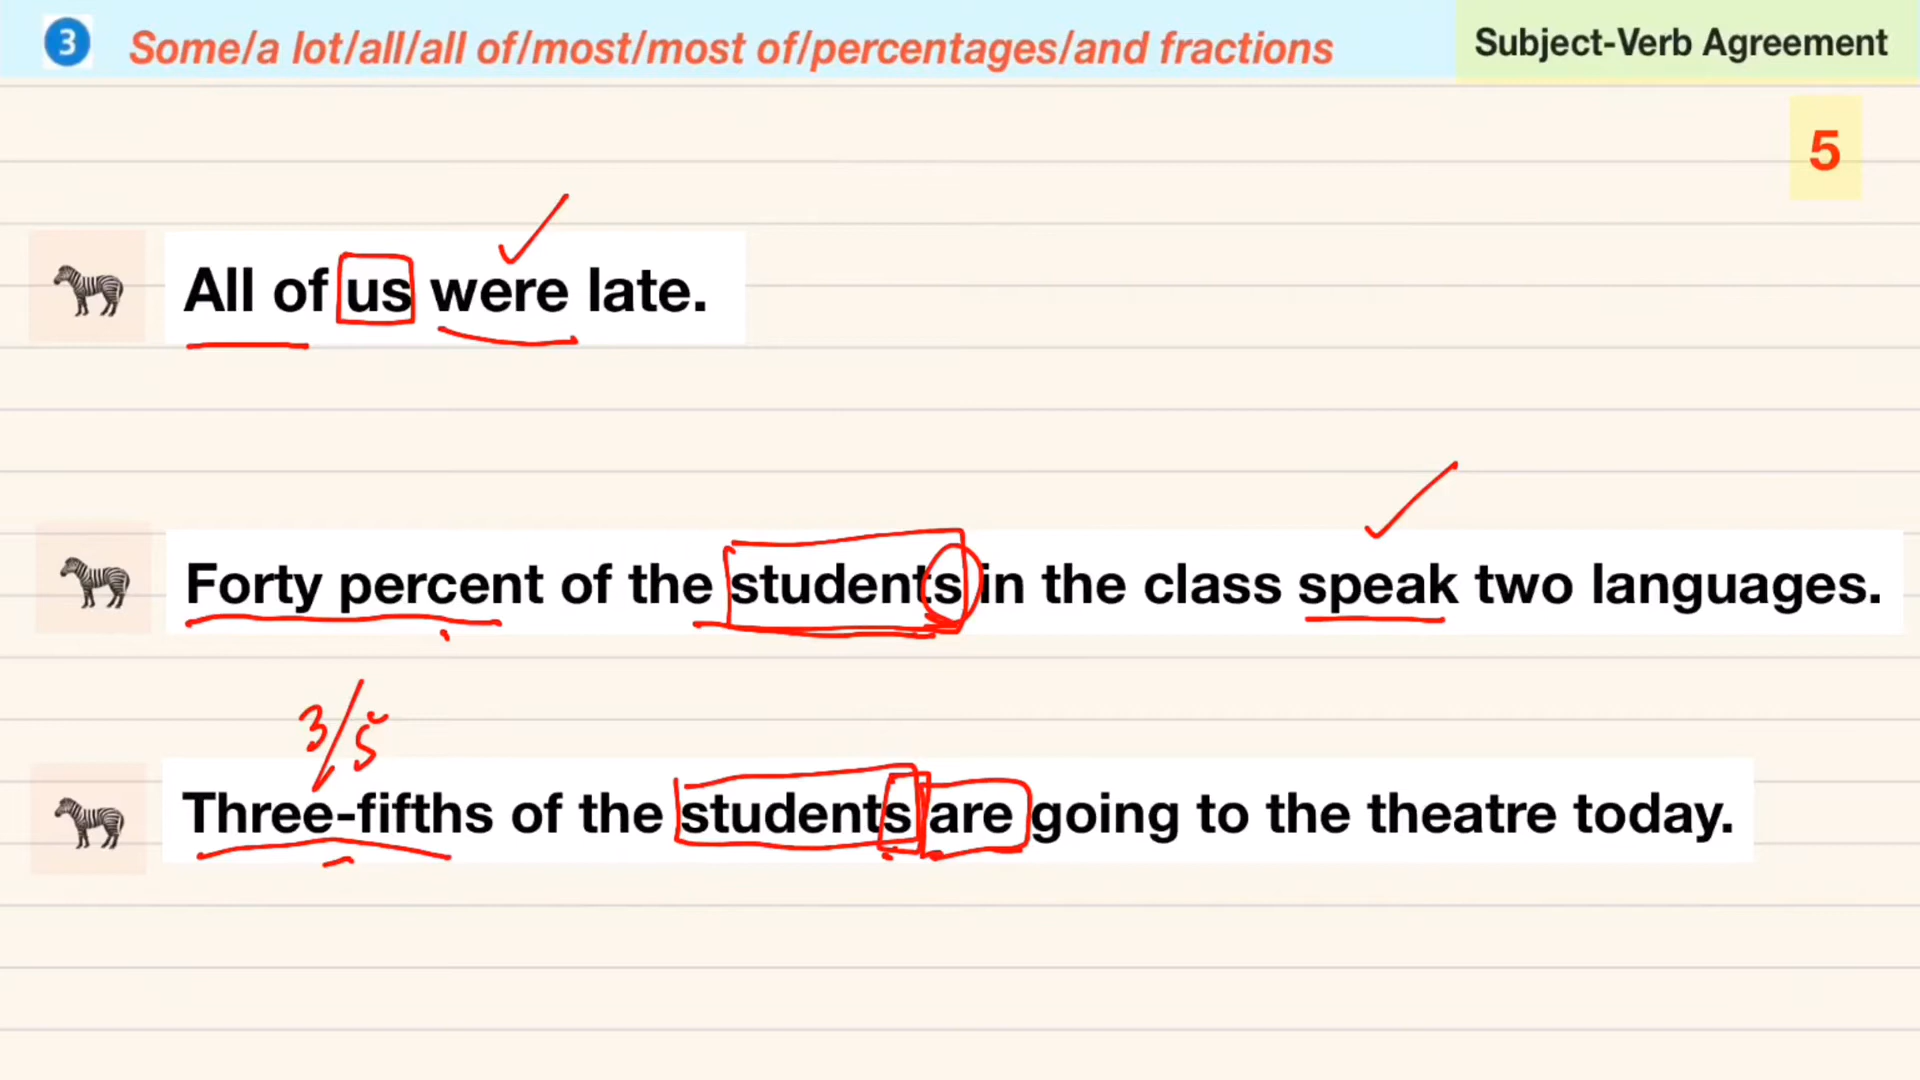 3 Some/a lot/all/all of/most/most of/percentages/and fractions
Subject-Verb Agreement
5
All of us were late.
Forty percent of the students in the class speak two languages.
3/5
Three-fifths of the students are going to the theatre today.